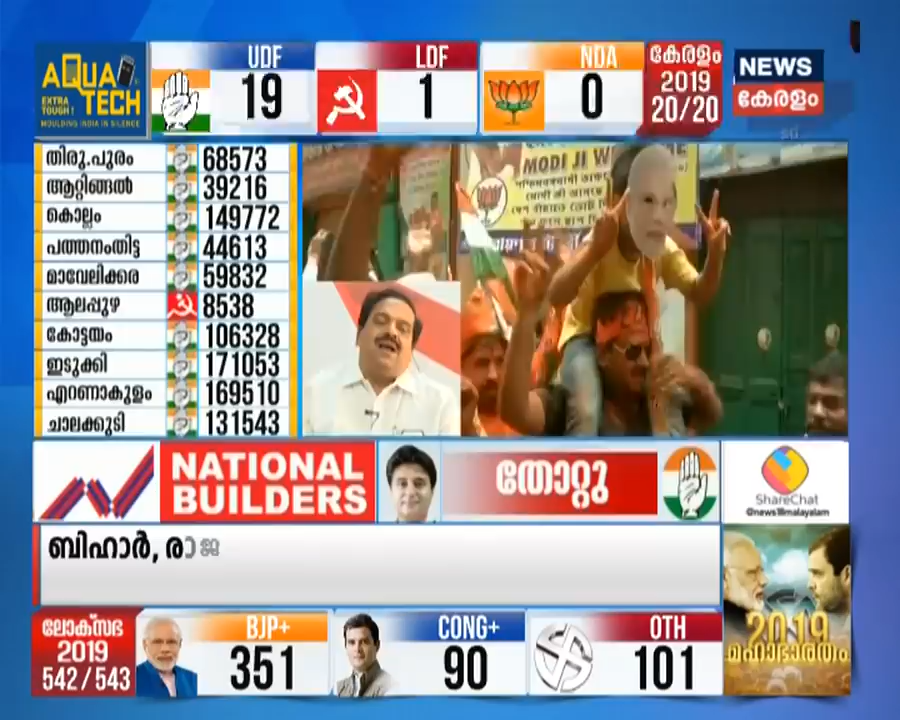 AQUA TECH
EXTRA TOUGH!
MOULDING INDIA IN SILENCE
UDF
19
LDF
1
NDA
0
കേരളം
2019
20/20
NEWS
കേരളം
തിരു.പുരം 68573
ആറ്റിങ്ങൽ 39216
കൊല്ലം 149772
പത്തനംതിട്ട 44613
മാവേലിക്കര 59832
ആലപ്പുഴ 8538
കോട്ടയം 106328
ഇടുക്കി 171053
എറണാകുളം 169510
ചാലക്കുടി 131543
MODI JI
NATIONAL
BUILDERS
തോറ്റു
ShareChat
@news18malayalam
ബിഹാർ, രാജ
ലോക്സഭ
2019
542/543
BJP+
351
CONG+
90
OTH
101
2019
മഹാഭാരതം